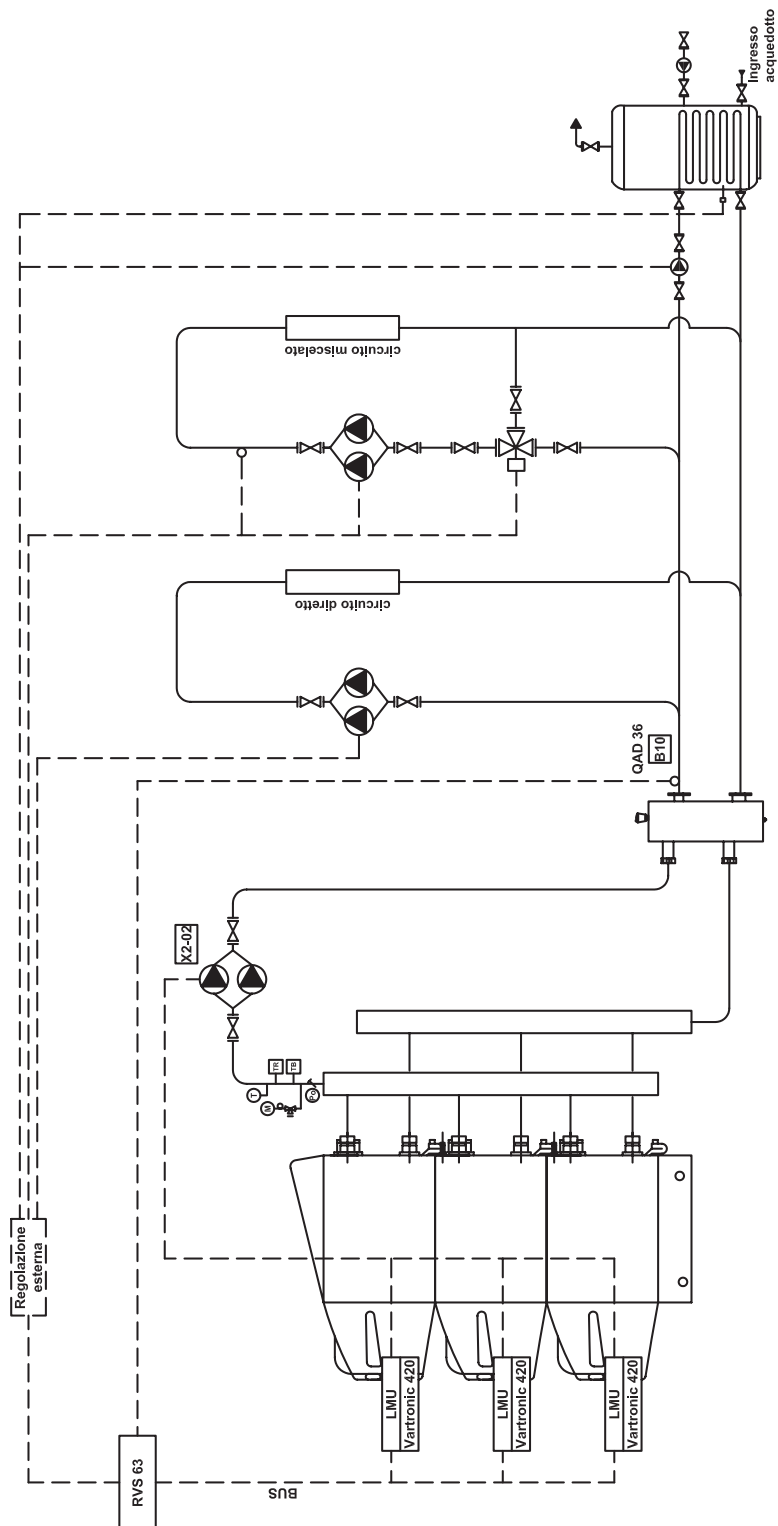 Ingresso
acquedotto
circuito miscelato
circuito diretto
QAD 36
B10
X2-02
TR
TB
T
M
Po
Regolazione
esterna
LMU
Vartronic 420
LMU
Vartronic 420
LMU
Vartronic 420
RVS 63
BUS